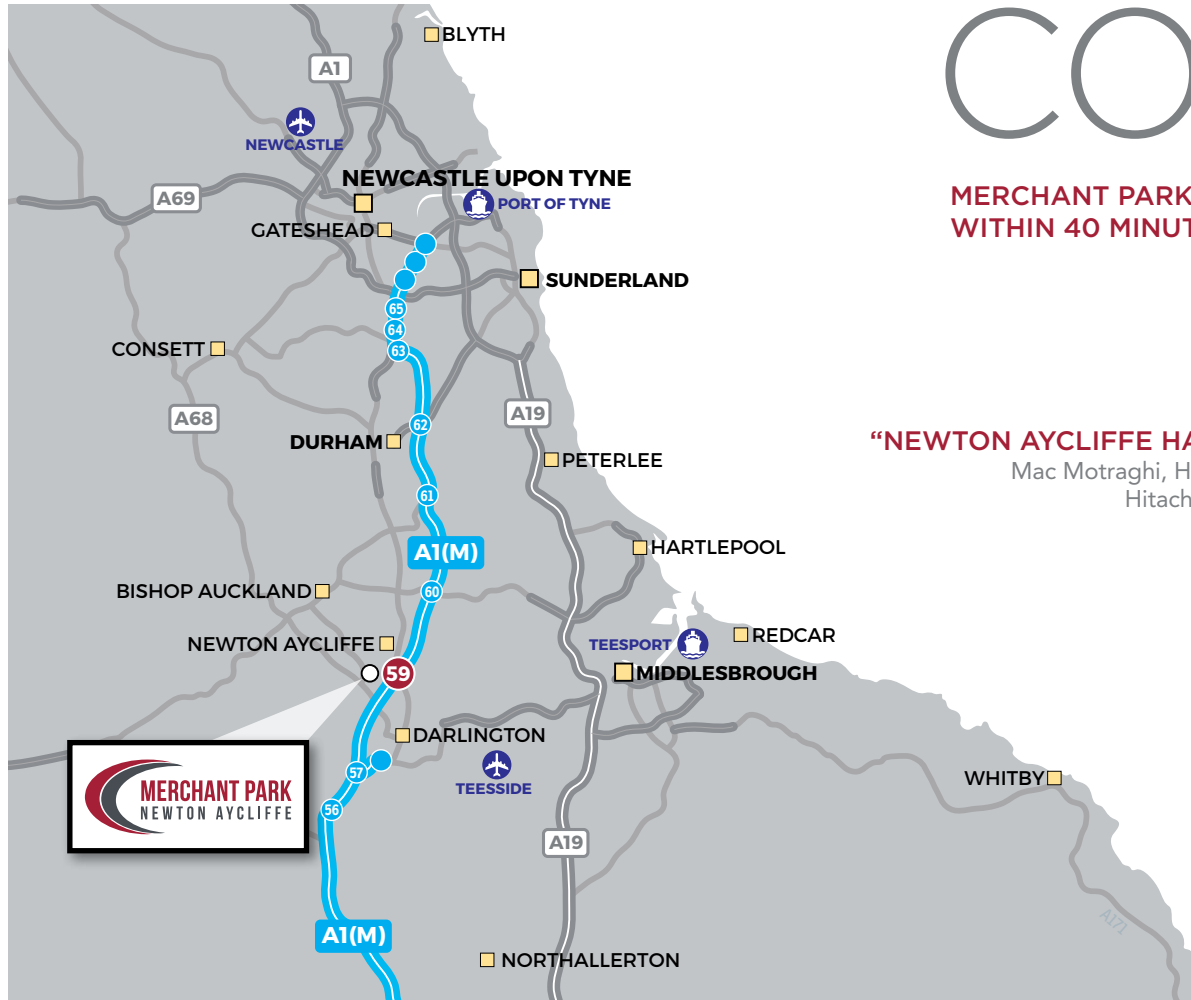 BLYTH
A1
NEWCASTLE
NEWCASTLE UPON TYNE
A69
PORT OF TYNE
GATESHEAD
SUNDERLAND
65
64
63
CONSETT
A68
A19
62
DURHAM
PETERLEE
61
A1(M)
HARTLEPOOL
BISHOP AUCKLAND
60
NEWTON AYCLIFFE
TEESPORT
REDCAR
59
MIDDLESBROUGH
DARLINGTON
57
TEESSIDE
WHITBY
MERCHANT PARK
NEWTON AYCLIFFE
56
A19
A171
A1(M)
NORTHALLERTON
CO
MERCHANT PARK
WITHIN 40 MINUT
“NEWTON AYCLIFFE HA
Mac Motraghi, H
Hitach